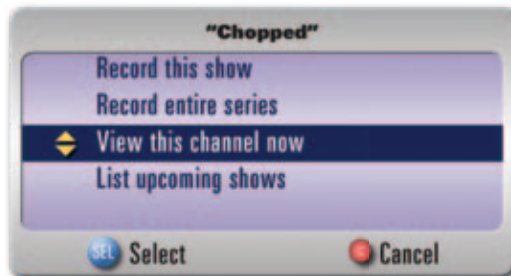 "Chopped"
Record this show
Record entire series
View this channel now
List upcoming shows
SEL Select Cancel